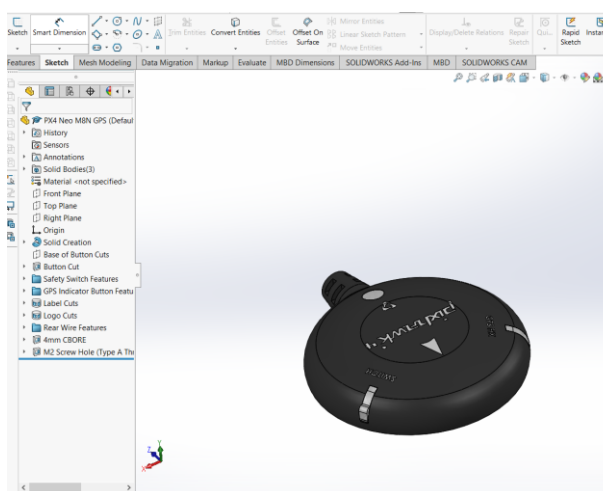 Sketch
Smart Dimension
Trim Entities
Convert Entities
Offset Entities
Offset On Surface
Mirror Entities
Linear Sketch Pattern
Move Entities
Display/Delete Relations
Repair Sketch
Qui...
Rapid Sketch
Instan
Features Sketch Mesh Modeling Data Migration Markup Evaluate MBD Dimensions SOLIDWORKS Add-Ins MBD SOLIDWORKS CAM
PX4 Neo M8N GPS (Defaul
History
Sensors
Annotations
Solid Bodies(3)
Material <not specified>
Front Plane
Top Plane
Right Plane
Origin
Solid Creation
Base of Button Cuts
Button Cut
Safety Switch Features
GPS Indicator Button Featu
Label Cuts
Logo Cuts
Rear Wire Features
4mm CBORE
M2 Screw Hole (Type A Thr
pixhawk
Z Y X